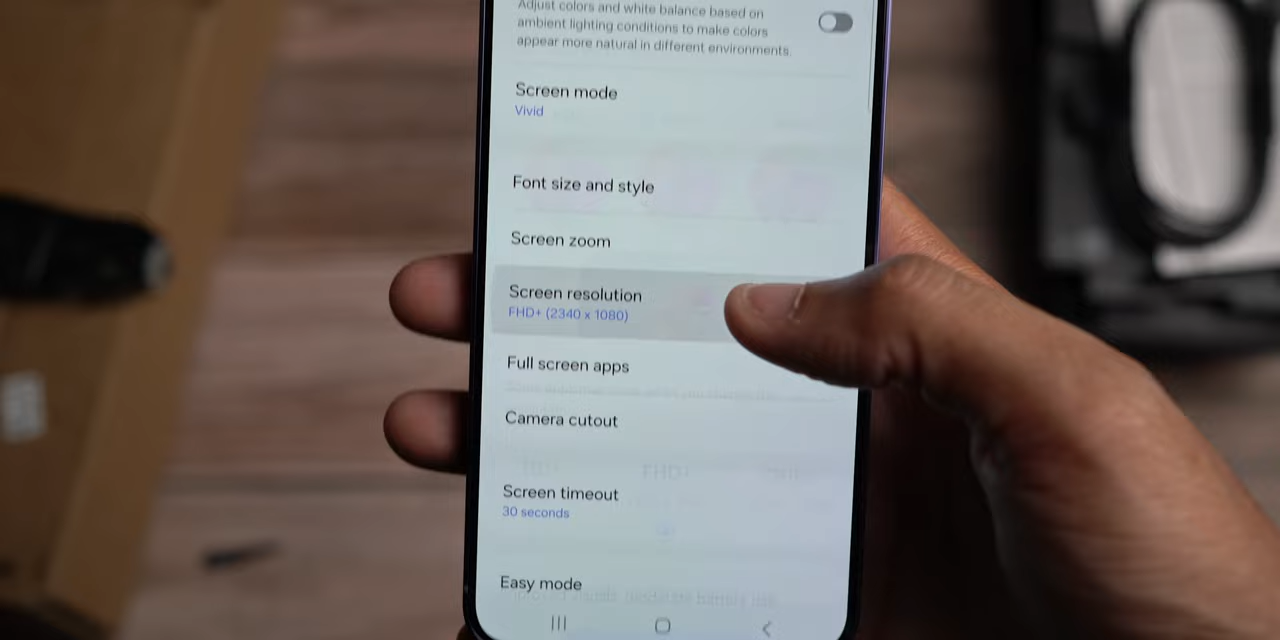 Adjust colors and white balance based on
ambient lighting conditions to make colors
appear more natural in different environments.
Screen mode
Vivid
Font size and style
Screen zoom
Screen resolution
FHD+ (2340 x 1080)
Full screen apps
Camera cutout
FHD+
Screen timeout
30 seconds
Easy mode